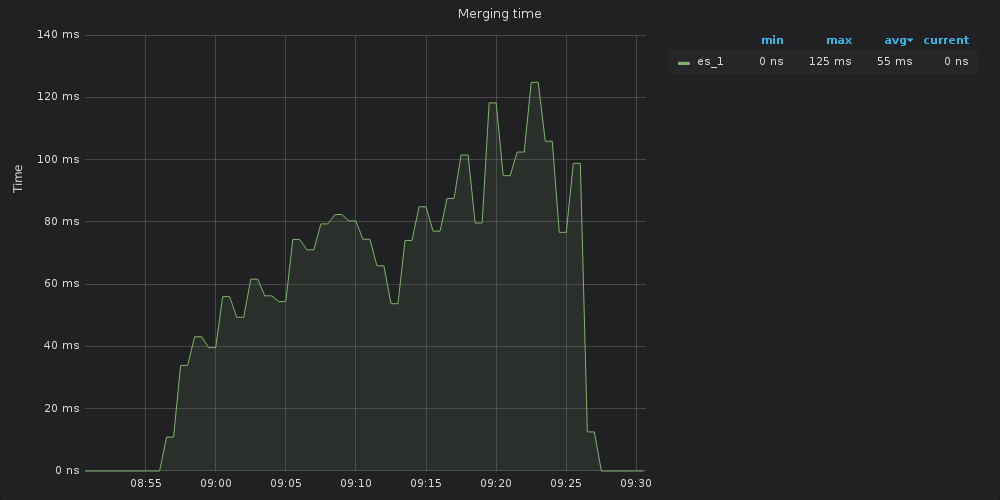 Merging time
140 ms
120 ms
100 ms
80 ms
60 ms
40 ms
20 ms
0 ns
Time
08:55 09:00 09:05 09:10 09:15 09:20 09:25 09:30
min max avg current
es_1 0 ns 125 ms 55 ms 0 ns